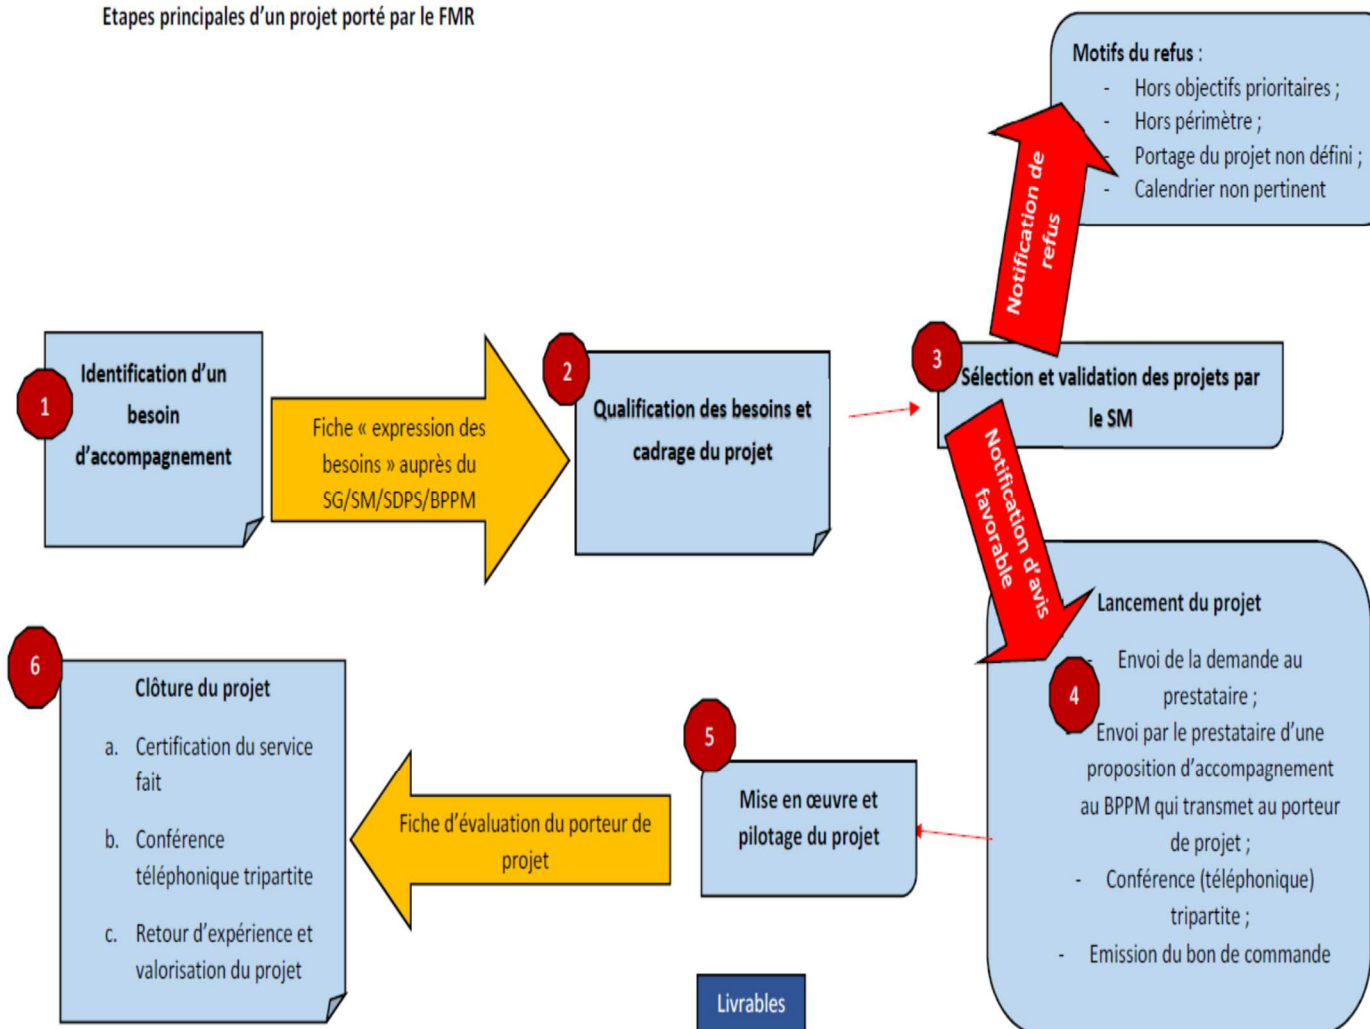 Etapes principales d'un projet porté par le FMR
Motifs du refus :
- Hors objectifs prioritaires ;
- Hors périmètre ;
- Portage du projet non défini ;
- Calendrier non pertinent
Notification de
refus
1
Identification d'un
besoin
d'accompagnement
Fiche « expression des
besoins » auprès du
SG/SM/SDPS/BPPM
2
Qualification des besoins et
cadrage du projet
3
Sélection et validation des projets par
le SM
Notification d'avis
favorable
4
Lancement du projet
- Envoi de la demande au
prestataire ;
Envoi par le prestataire d'une
proposition d'accompagnement
au BPPM qui transmet au porteur
de projet ;
- Conférence (téléphonique)
tripartite ;
- Emission du bon de commande
5
Mise en œuvre et
pilotage du projet
Fiche d'évaluation du porteur de
projet
6
Clôture du projet
a. Certification du service
fait
b. Conférence
téléphonique tripartite
c. Retour d'expérience et
valorisation du projet
Livrables